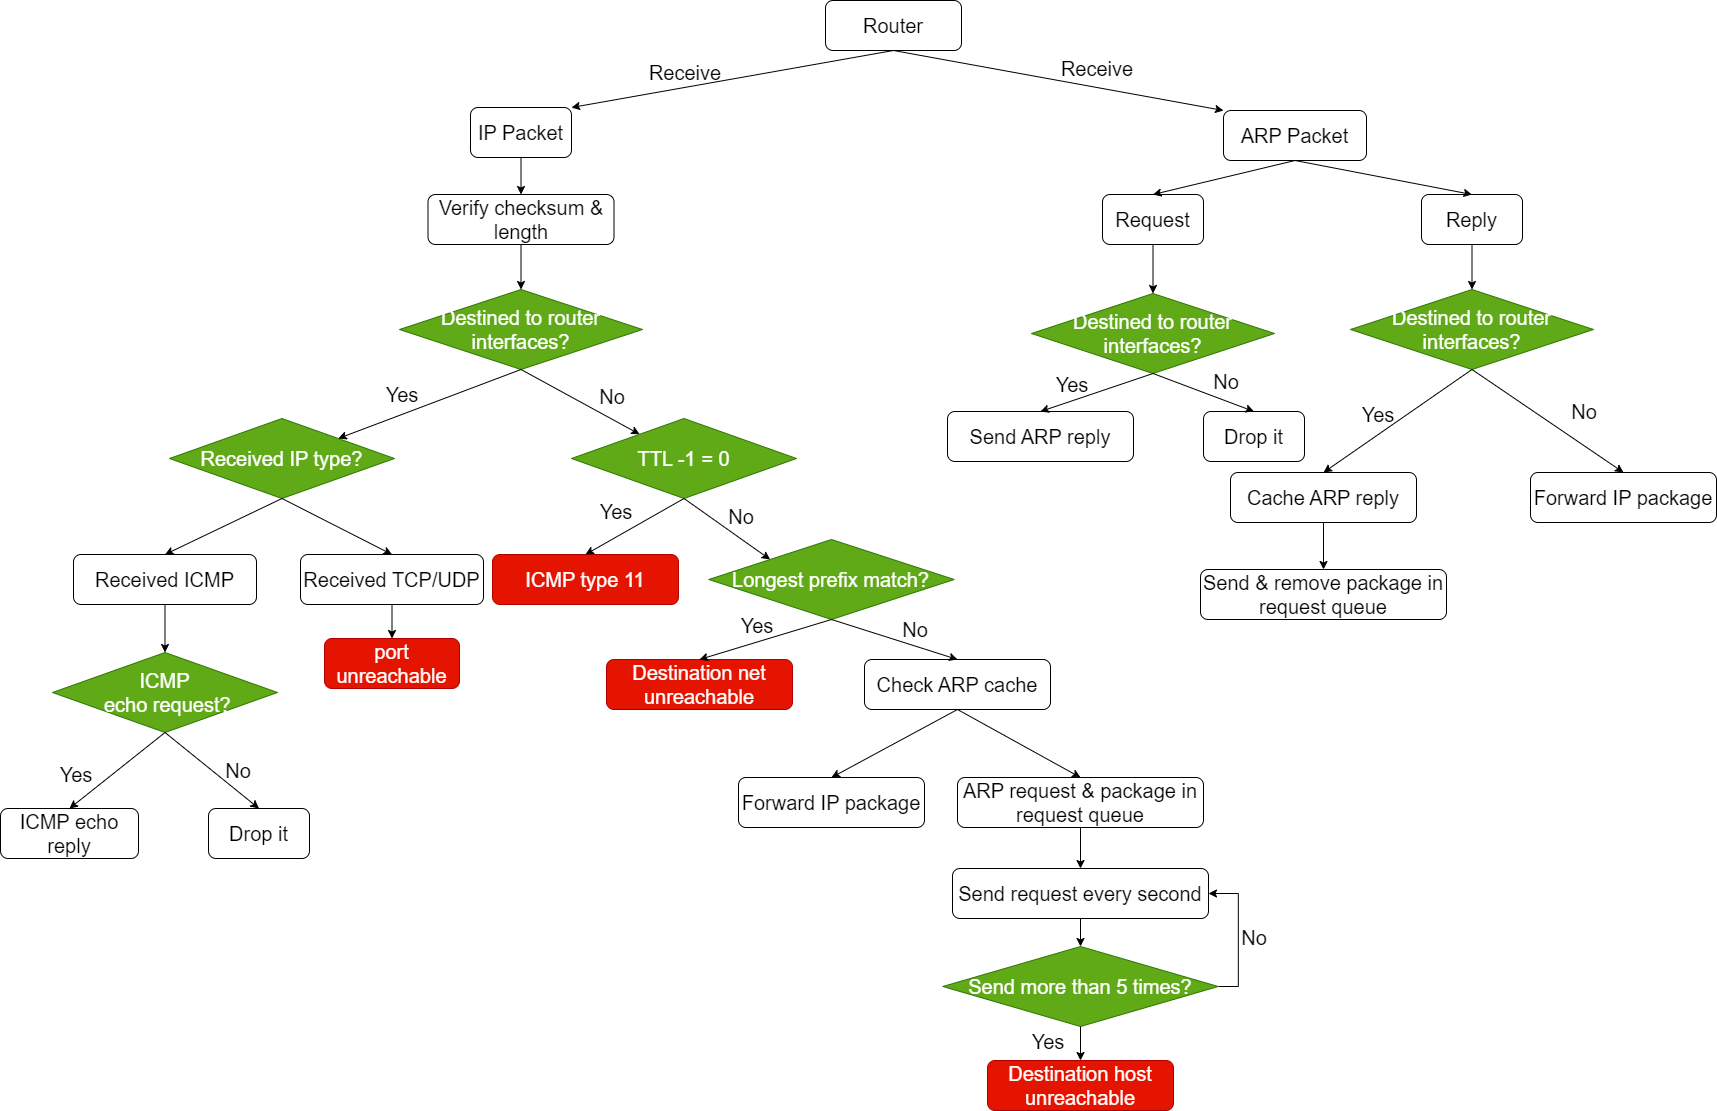 Router
Receive
Receive
IP Packet
ARP Packet
Verify checksum &
length
Request
Reply
Destined to router
interfaces?
Destined to router
interfaces?
Destined to router
interfaces?
Yes
No
Yes
No
Yes
No
Received IP type?
TTL -1 = 0
Send ARP reply
Drop it
Cache ARP reply
Forward IP package
Yes
No
Received ICMP
Received TCP/UDP
ICMP type 11
Longest prefix match?
Send & remove package in
request queue
port
unreachable
Yes
No
ICMP
echo request?
Destination net
unreachable
Check ARP cache
Yes
No
Forward IP package
ARP request & package in
request queue
ICMP echo
reply
Drop it
Send request every second
No
Send more than 5 times?
Yes
Destination host
unreachable